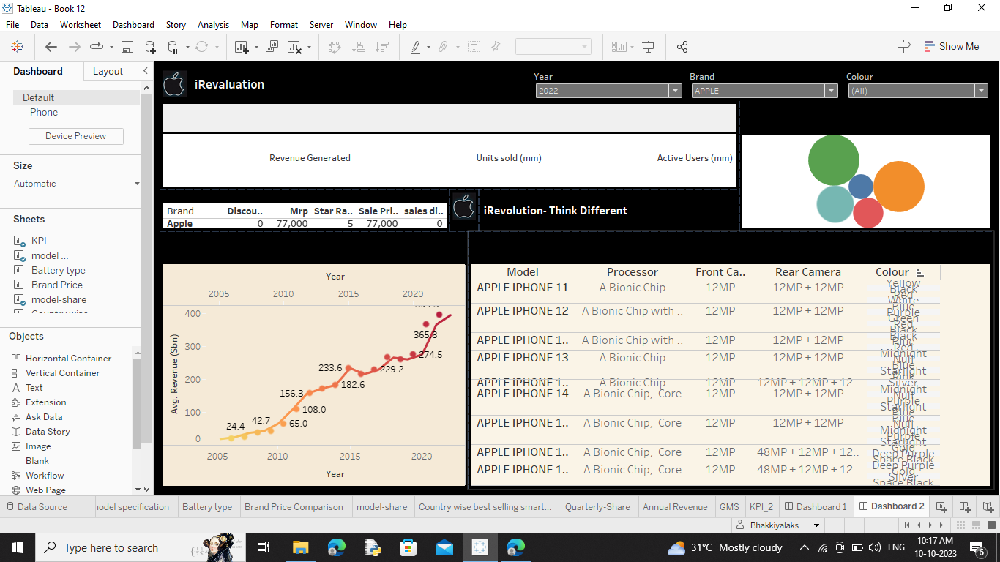 Tableau - Book 12
File Data Worksheet Dashboard Story Analysis Map Format Server Window Help
Show Me
Dashboard Layout
Default
Phone
Device Preview
Size
Automatic
Sheets
KPI
model ...
Battery type
Brand Price ...
model-share
Objects
Horizontal Container
Vertical Container
Text
Extension
Ask Data
Data Story
Image
Blank
Workflow
Web Page
iRevaluation
Year Brand Colour
2022 APPLE (All)
Revenue Generated Units sold (mm) Active Users (mm)
Brand Discou.. Mrp Star Ra.. Sale Pri.. sales di..
Apple 0 77,000 5 77,000 0
iRevolution- Think Different
Year
2005 2010 2015 2020
Avg. Revenue ($bn)
400
300
200
100
0
365.8
274.5
233.6
229.2
182.6
156.3
108.0
65.0
42.7
24.4
2005 2010 2015 2020
Year
Model Processor Front Ca.. Rear Camera Colour
APPLE IPHONE 11 A Bionic Chip 12MP 12MP + 12MP
Yellow
Black
Red
White
APPLE IPHONE 12 A Bionic Chip with .. 12MP 12MP + 12MP
Blue
Purple
Green
Red
APPLE IPHONE 1.. A Bionic Chip with .. 12MP 12MP + 12MP
Black
Blue
Red
APPLE IPHONE 13 A Bionic Chip 12MP 12MP + 12MP
Midnight
Null
Blue
Starlight
Pink
APPLE IPHONE 1.. A Bionic Chip 12MP 12MP + 12MP + 12
Silver
APPLE IPHONE 14 A Bionic Chip, Core 12MP 12MP + 12MP
Midnight
Null
Purple
Starlight
Blue
APPLE IPHONE 1.. A Bionic Chip, Core 12MP 12MP + 12MP
Blue
Null
Midnight
Purple
Starlight
APPLE IPHONE 1.. A Bionic Chip, Core 12MP 48MP + 12MP + 12..
Gold
Deep Purple
Space Black
APPLE IPHONE 1.. A Bionic Chip, Core 12MP 48MP + 12MP + 12..
Deep Purple
Gold
Silver
Space Black
Data Source model specification Battery type Brand Price Comparison model-share Country wise best selling smart... Quarterly-Share Annual Revenue GMS KPI_2 Dashboard 1 Dashboard 2
Bhakkiyalaks...
Type here to search
31°C Mostly cloudy
ENG
10:17 AM
10-10-2023
6